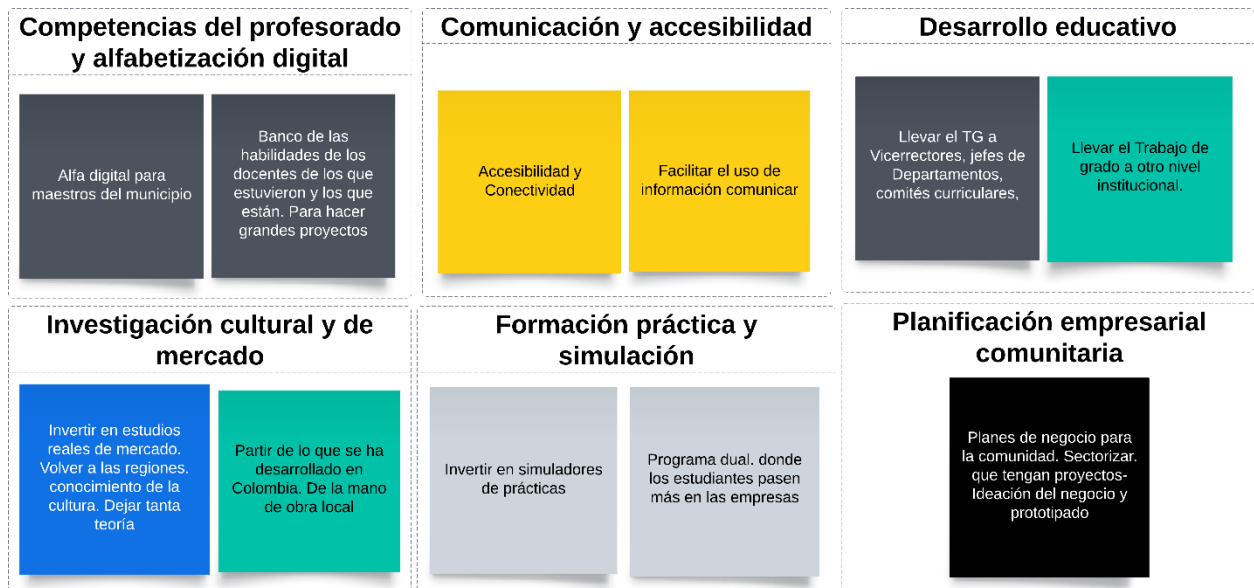 Competencias del profesorado
y alfabetización digital
Alfa digital para
maestros del municipio
Banco de las
habilidades de los
docentes de los que
estuvieron y los que
están. Para hacer
grandes proyectos
Comunicación y accesibilidad
Accesibilidad y
Conectividad
Facilitar el uso de
información comunicar
Desarrollo educativo
Llevar el TG a
Vicerrectores, jefes de
Departamentos,
comités curriculares,
Llevar el Trabajo de
grado a otro nivel
institucional.
Investigación cultural y de
mercado
Invertir en estudios
reales de mercado.
Volver a las regiones.
conocimiento de la
cultura. Dejar tanta
teoría
Partir de lo que se ha
desarrollado en
Colombia. De la mano
de obra local
Formación práctica y
simulación
Invertir en simuladores
de prácticas
Programa dual. donde
los estudiantes pasen
más en las empresas
Planificación empresarial
comunitaria
Planes de negocio para
la comunidad. Sectorizar.
que tengan proyectos-
Ideación del negocio y
prototipado